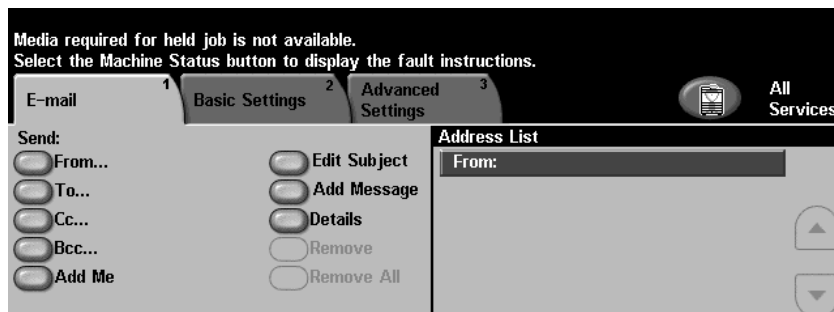 Media required for held job is not available.
Select the Machine Status button to display the fault instructions.
E-mail
1
Basic Settings
2
Advanced
Settings
3
All
Services
Send:
From...
To...
Cc...
Bcc...
Add Me
Edit Subject
Add Message
Details
Remove
Remove All
Address List
From: